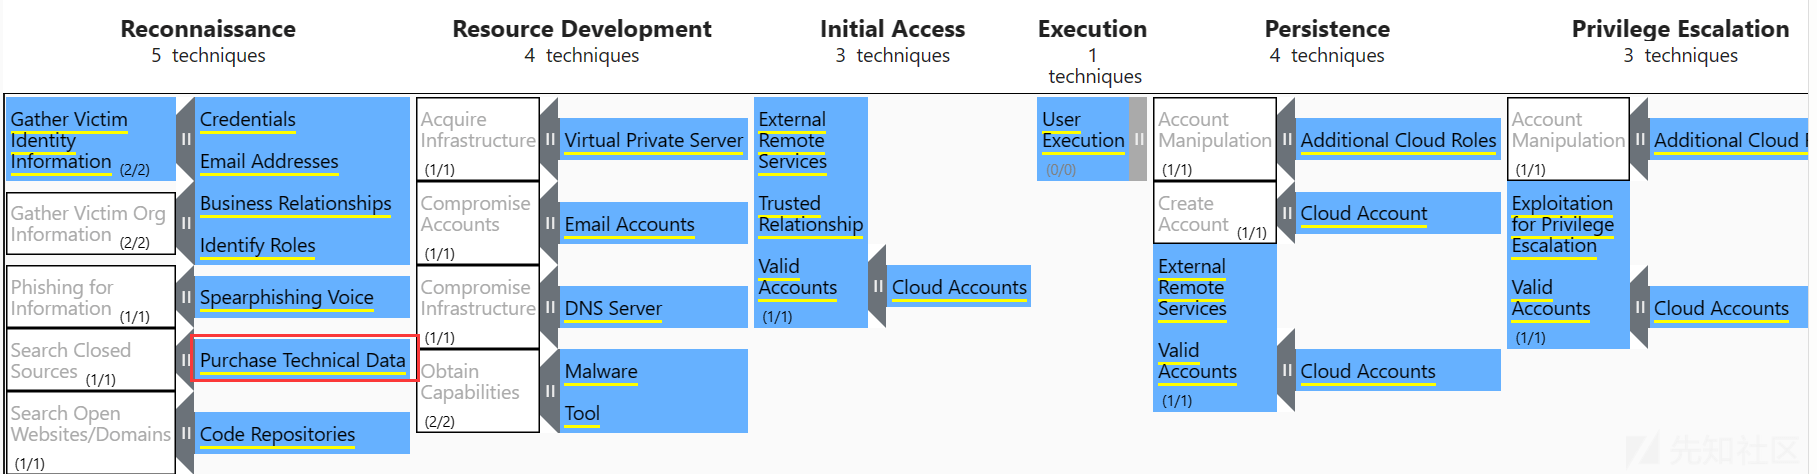 Reconnaissance
5 techniques
Gather Victim
Identity
Information (2/2)
Credentials
Email Addresses
Gather Victim Org
Information (2/2)
Business Relationships
Identify Roles
Phishing for
Information (1/1)
Spearphishing Voice
Search Closed
Sources (1/1)
Purchase Technical Data
Search Open
Websites/Domains
(1/1)
Code Repositories
Resource Development
4 techniques
Acquire
Infrastructure
(1/1)
Virtual Private Server
Compromise
Accounts
(1/1)
Email Accounts
Compromise
Infrastructure
(1/1)
DNS Server
Obtain
Capabilities
(2/2)
Malware
Tool
Initial Access
3 techniques
External
Remote
Services
Trusted
Relationship
Valid
Accounts
(1/1)
Cloud Accounts
Execution
1
techniques
User
Execution
(0/0)
Persistence
4 techniques
Account
Manipulation
(1/1)
Additional Cloud Roles
Create
Account (1/1)
Cloud Account
External
Remote
Services
Valid
Accounts
(1/1)
Cloud Accounts
Privilege Escalation
3 techniques
Account
Manipulation
(1/1)
Additional Cloud
Exploitation
for Privilege
Escalation
Valid
Accounts
(1/1)
Cloud Accounts
先知社区